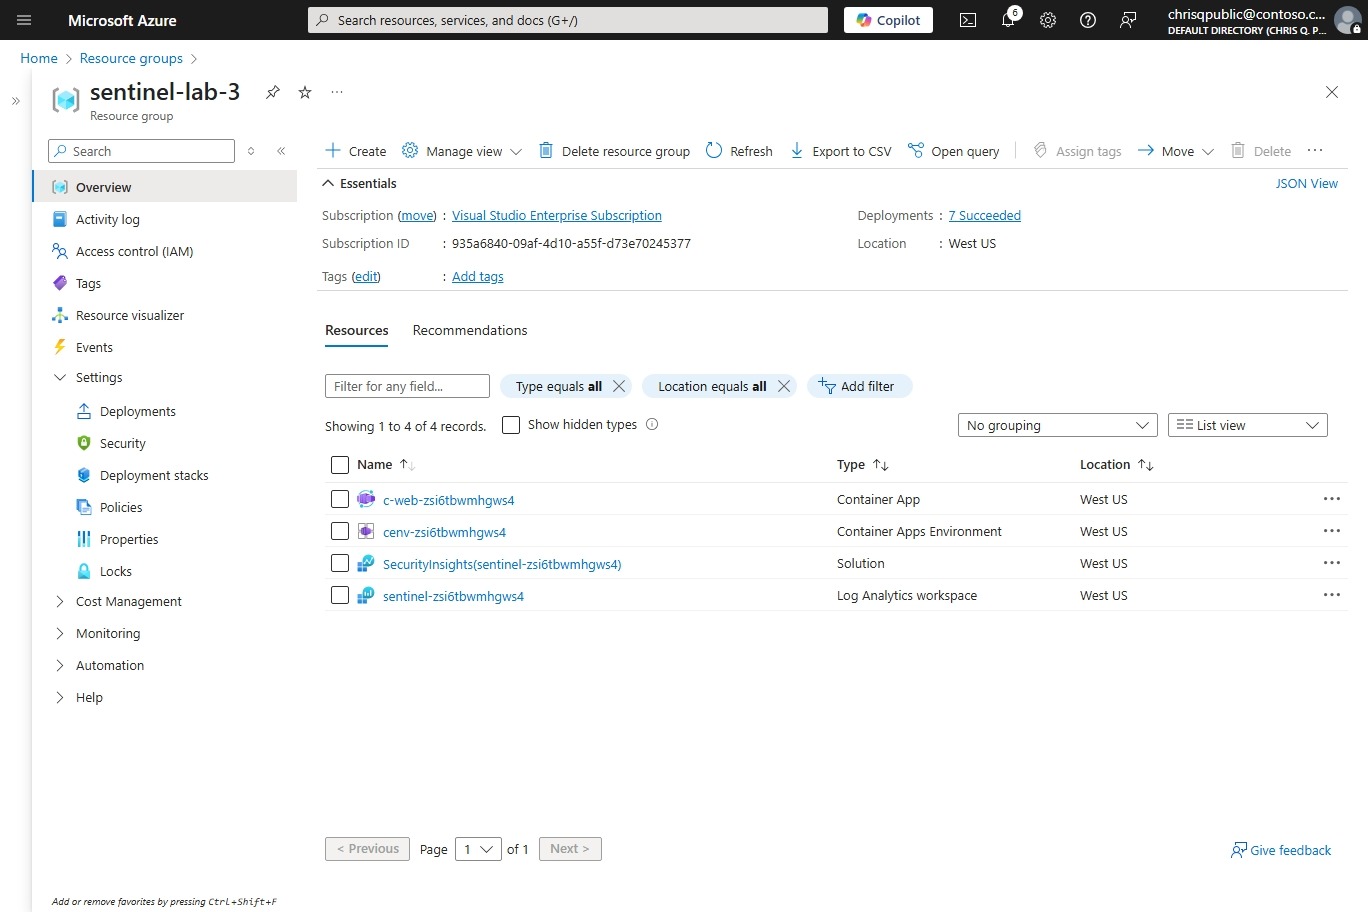 Microsoft Azure
Search resources, services, and docs (G+/)
Copilot
6
chrisqpublic@contoso.c...
DEFAULT DIRECTORY (CHRIS Q. P...
Home > Resource groups >
sentinel-lab-3
Resource group
Search
Overview
Activity log
Access control (IAM)
Tags
Resource visualizer
Events
Settings
Deployments
Security
Deployment stacks
Policies
Properties
Locks
Cost Management
Monitoring
Automation
Help
Add or remove favorites by pressing Ctrl+Shift+F
Create Manage view Delete resource group Refresh Export to CSV Open query Assign tags Move Delete ...
Essentials JSON View
Subscription (move) : Visual Studio Enterprise Subscription Deployments : 7 Succeeded
Subscription ID : 935a6840-09af-4d10-a55f-d73e70245377 Location : West US
Tags (edit) : Add tags
Resources Recommendations
Filter for any field... Type equals all Location equals all Add filter
Showing 1 to 4 of 4 records. Show hidden types No grouping List view
Name Type Location
c-web-zsi6tbwmhgws4 Container App West US
cenv-zsi6tbwmhgws4 Container Apps Environment West US
SecurityInsights(sentinel-zsi6tbwmhgws4) Solution West US
sentinel-zsi6tbwmhgws4 Log Analytics workspace West US
< Previous Page 1 of 1 Next > Give feedback